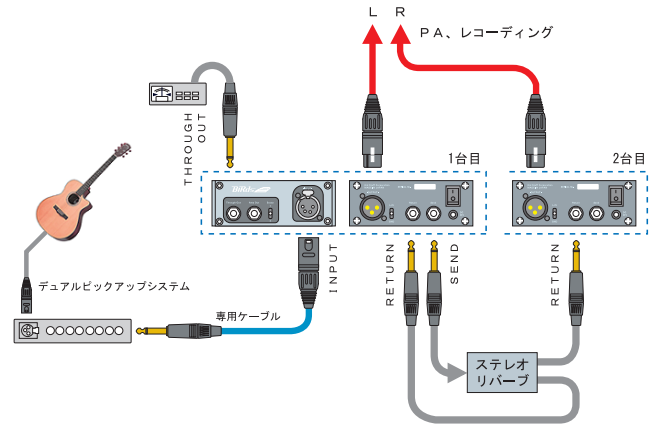 L R
PA、レコーディング
THROUGH
OUT
1台目
2台目
INPUT
RETURN
SEND
RETURN
デュアルピックアップシステム
専用ケーブル
ステレオ
リバーブ